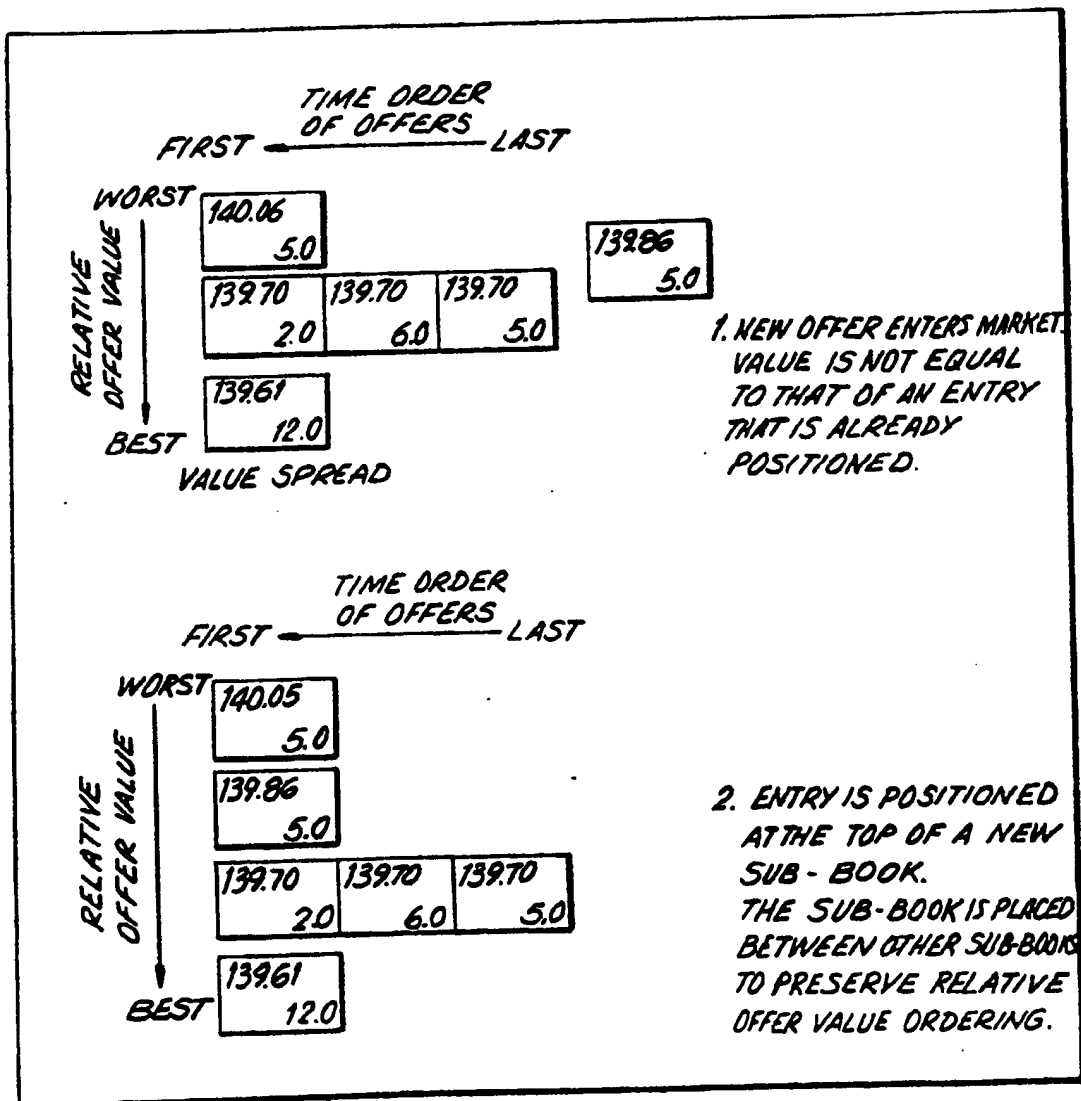 TIME ORDER
OF OFFERS
FIRST LAST
WORST
RELATIVE
OFFER VALUE
BEST
140.06
5.0
139.70 139.70 139.70
2.0 6.0 5.0
139.61
12.0
VALUE SPREAD
139.86
5.0
1. NEW OFFER ENTERS MARKET.
VALUE IS NOT EQUAL
TO THAT OF AN ENTRY
THAT IS ALREADY
POSITIONED.
TIME ORDER
OF OFFERS
FIRST LAST
WORST
RELATIVE
OFFER VALUE
BEST
140.05
5.0
139.86
5.0
139.70 139.70 139.70
2.0 6.0 5.0
139.61
12.0
2. ENTRY IS POSITIONED
AT THE TOP OF A NEW
SUB-BOOK.
THE SUB-BOOK IS PLACED
BETWEEN OTHER SUB-BOOKS
TO PRESERVE RELATIVE
OFFER VALUE ORDERING.